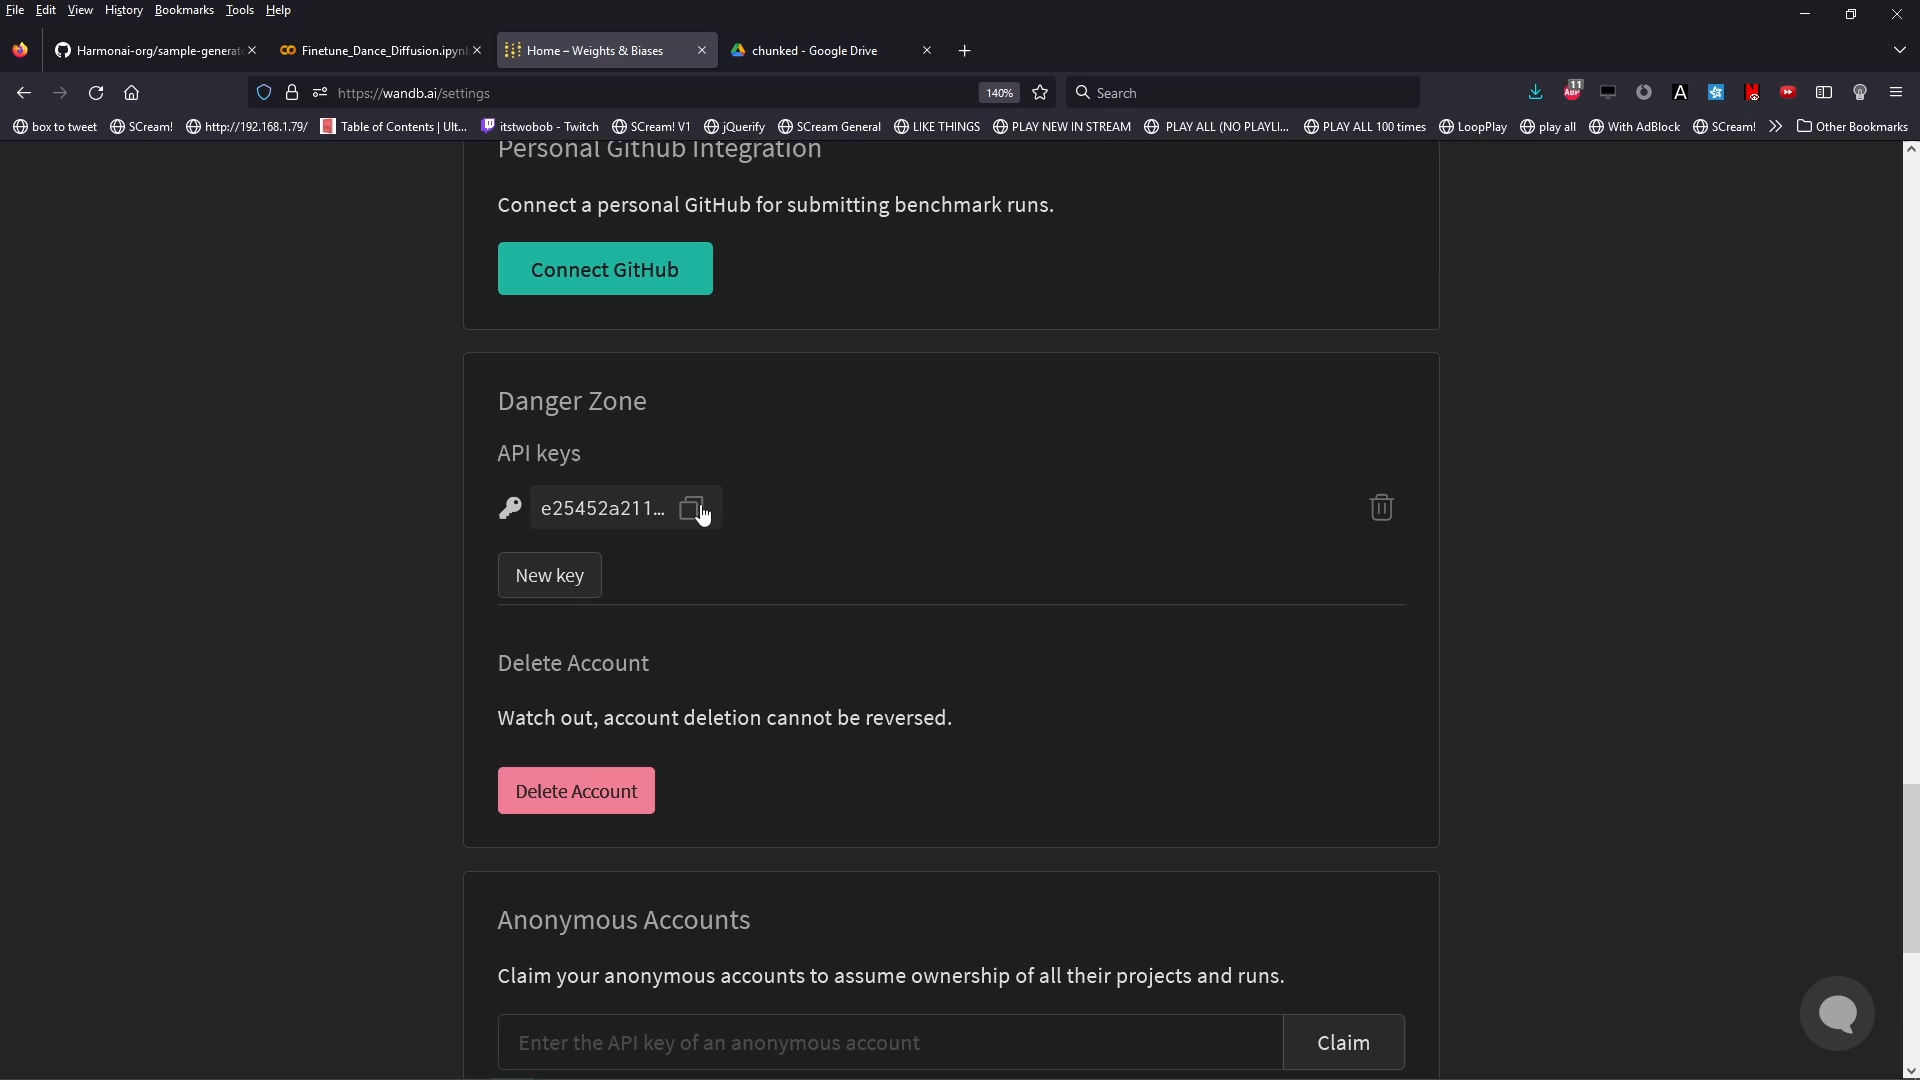 File Edit View History Bookmarks Tools Help
Harmonai-org/sample-generat
Finetune_Dance_Diffusion.ipyn
Home – Weights & Biases
chunked - Google Drive
https://wandb.ai/settings
140%
Search
11
ABP
A
box to tweet
SCream!
http://192.168.1.79/
Table of Contents | Ult...
itstwobob - Twitch
SCream! V1
jQuerify
SCream General
LIKE THINGS
PLAY NEW IN STREAM
PLAY ALL (NO PLAYLI...
PLAY ALL 100 times
LoopPlay
play all
With AdBlock
SCream!
Other Bookmarks
Personal Github Integration
Connect a personal GitHub for submitting benchmark runs.
Connect GitHub
Danger Zone
API keys
e25452a211...
New key
Delete Account
Watch out, account deletion cannot be reversed.
Delete Account
Anonymous Accounts
Claim your anonymous accounts to assume ownership of all their projects and runs.
Enter the API key of an anonymous account
Claim